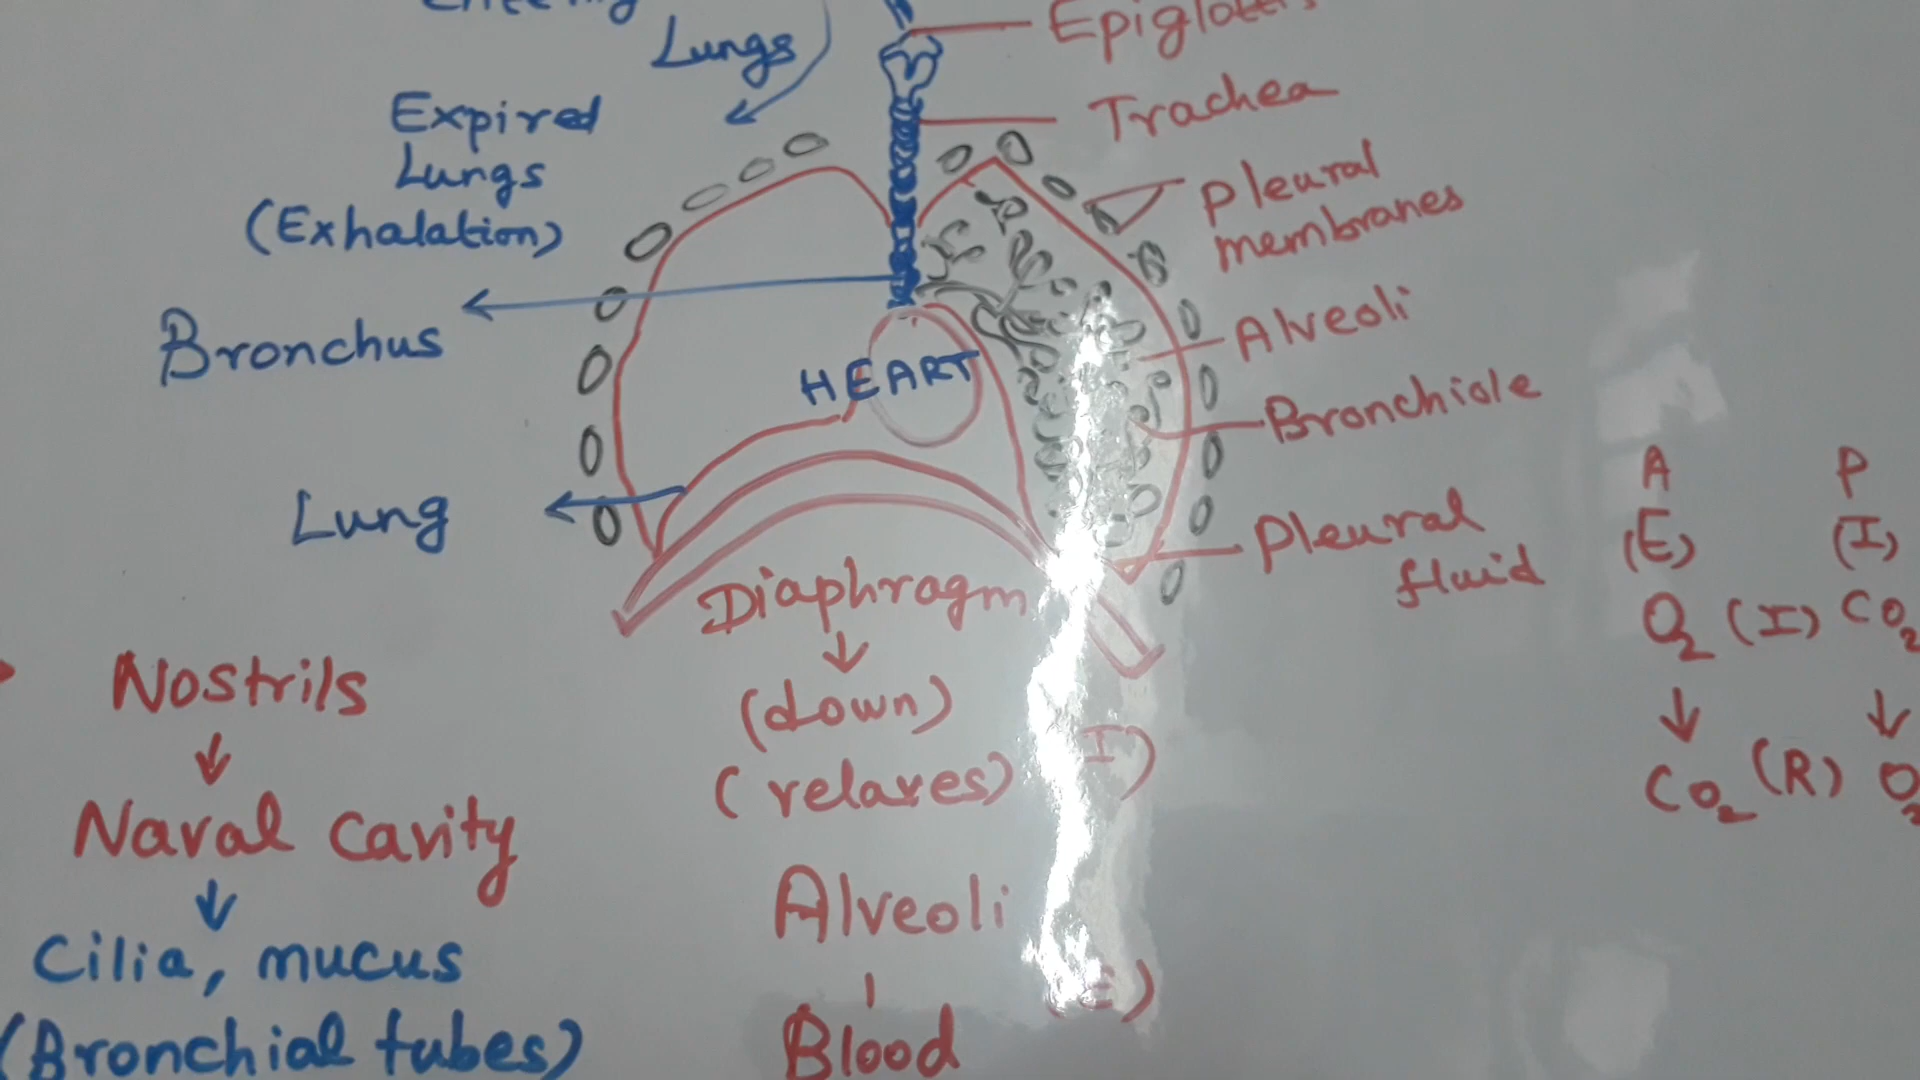 Lungs
Epiglottis
Expired
Lungs
(Exhalation)
Trachea
Pleural
membranes
Bronchus
HEART
Alveoli
Bronchiole
Lung
Pleural
fluid
Diaphragm
↓
(down)
(relaxes) I)
Alveoli
Blood
E)
Nostrils
↓
Naval cavity
↓
Cilia, mucus
(Bronchial tubes)
A P
(E) (I)
O2 (I) CO2
↓ ↓
CO2 (R) O2